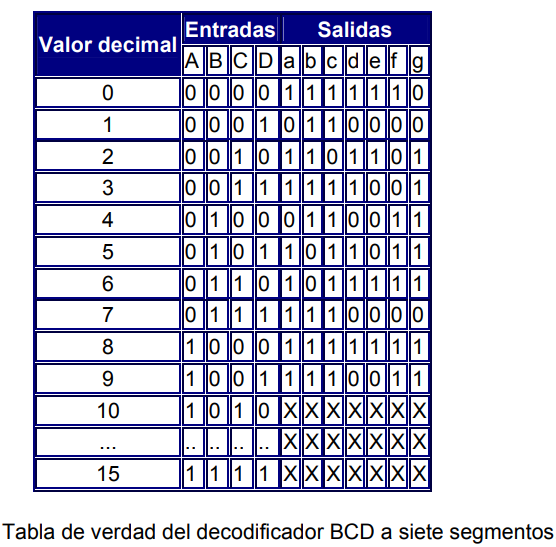 Valor decimal Entradas Salidas
A B C D a b c d e f g
0 0 0 0 0 1 1 1 1 1 1 0
1 0 0 0 1 0 1 1 0 0 0 0
2 0 0 1 0 1 1 0 1 1 0 1
3 0 0 1 1 1 1 1 1 0 0 1
4 0 1 0 0 0 1 1 0 0 1 1
5 0 1 0 1 1 0 1 1 0 1 1
6 0 1 1 0 1 0 1 1 1 1 1
7 0 1 1 1 1 1 1 0 0 0 0
8 1 0 0 0 1 1 1 1 1 1 1
9 1 0 0 1 1 1 1 0 0 1 1
10 1 0 1 0 X X X X X X X
... .. .. .. .. X X X X X X X
15 1 1 1 1 X X X X X X X
Tabla de verdad del decodificador BCD a siete segmentos